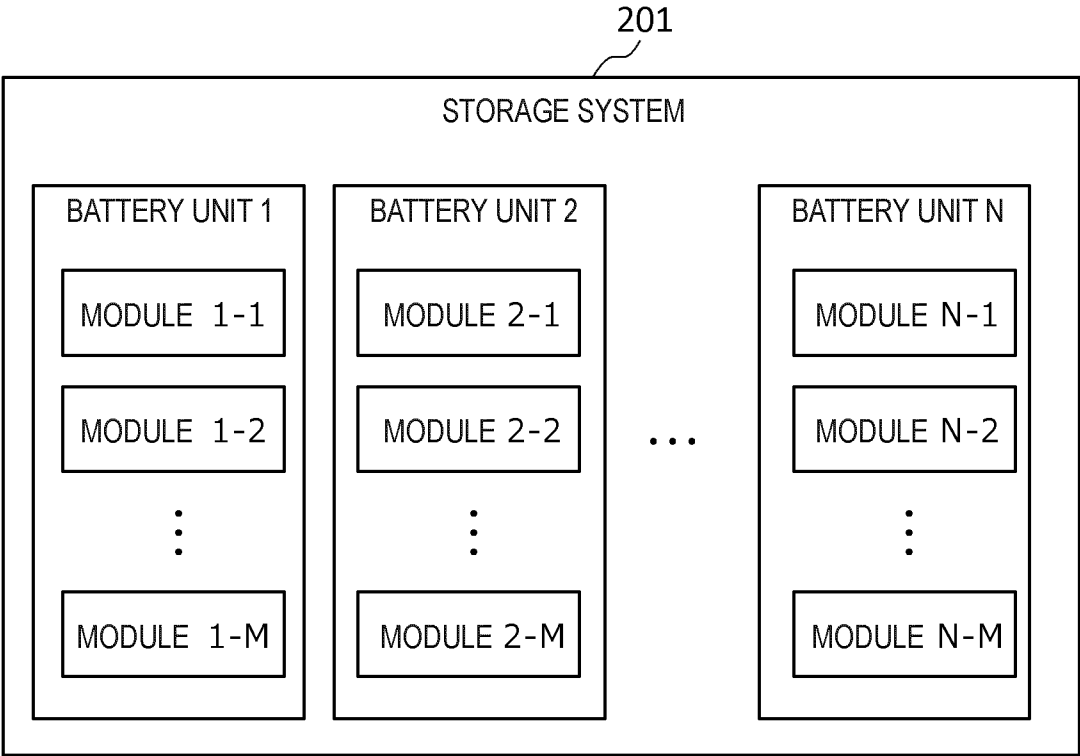 201
STORAGE SYSTEM
BATTERY UNIT 1
MODULE 1-1
MODULE 1-2
MODULE 1-M
BATTERY UNIT 2
MODULE 2-1
MODULE 2-2
MODULE 2-M
...
BATTERY UNIT N
MODULE N-1
MODULE N-2
MODULE N-M